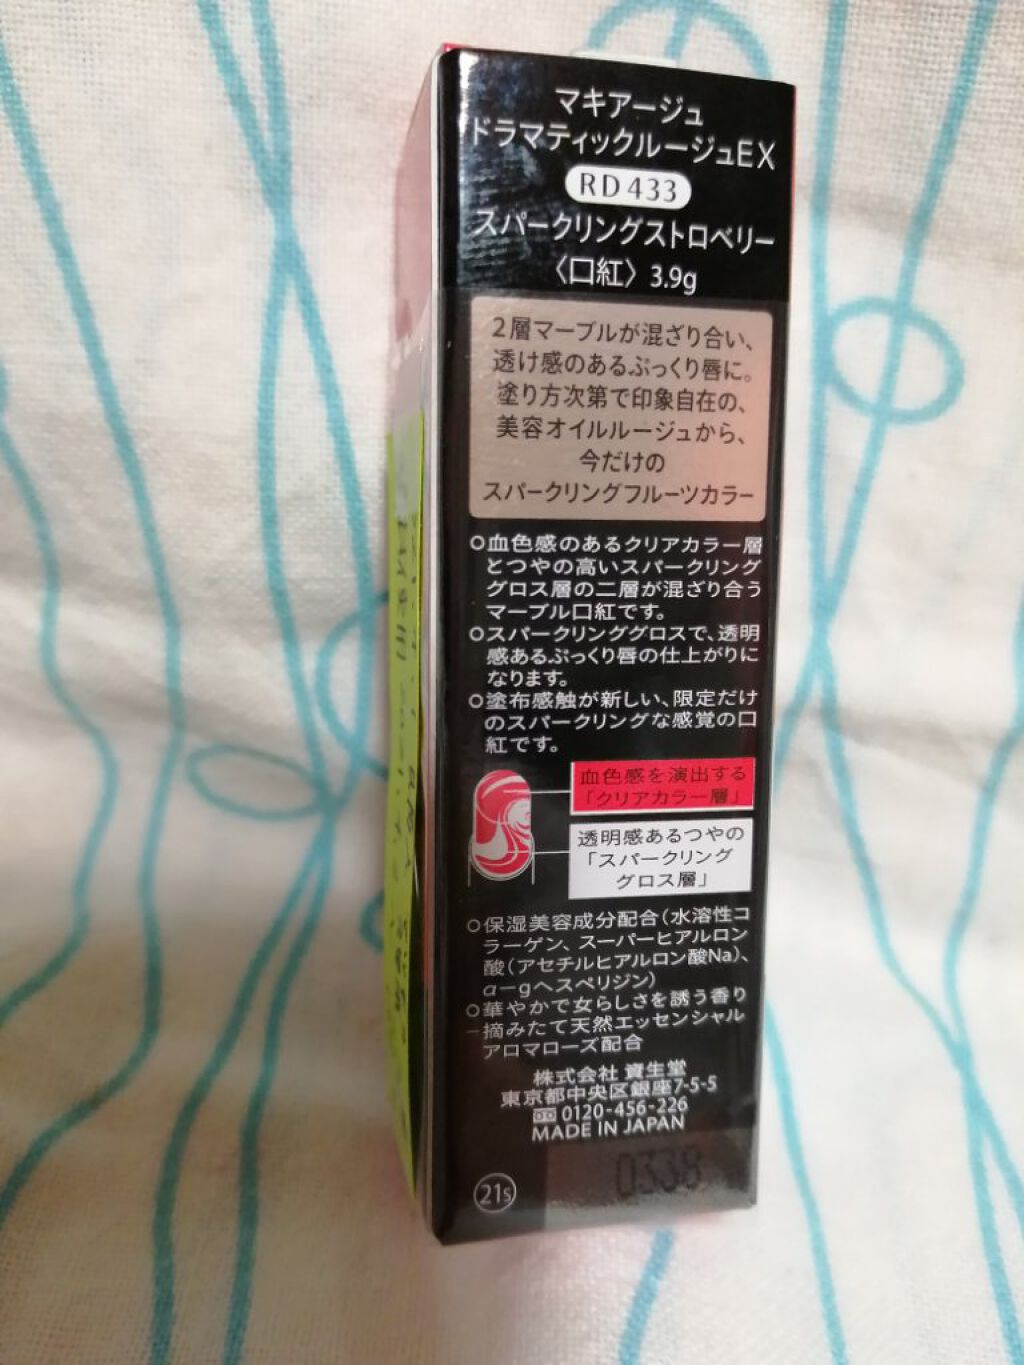 マキアージュ
ドラマティックルージュEX
RD433
スパークリングストロベリー
〈口紅〉3.9g
2層マーブルが混ざり合い、
透け感のあるぷっくり唇に。
塗り方次第で印象自在の、
美容オイルルージュから、
今だけの
スパークリングフルーツカラー
○血色感のあるクリアカラー層
とつやの高いスパークリング
グロス層の二層が混ざり合う
マーブル口紅です。
○スパークリンググロスで、透明
感あるぷっくり唇の仕上がりに
なります。
○塗布感触が新しい、限定だけ
のスパークリングな感覚の口
紅です。
血色感を演出する
「クリアカラー層」
透明感あるつやの
「スパークリング
グロス層」
○保湿美容成分配合(水溶性コ
ラーゲン、スーパーヒアルロン
酸(アセチルヒアルロン酸Na)、
α-gヘスペリジン)
○華やかで女らしさを誘う香り
-摘みたて天然エッセンシャル
アロマローズ配合
株式会社 資生堂
東京都中央区銀座7-5-5
0120-456-226
MADE IN JAPAN
0338
21s